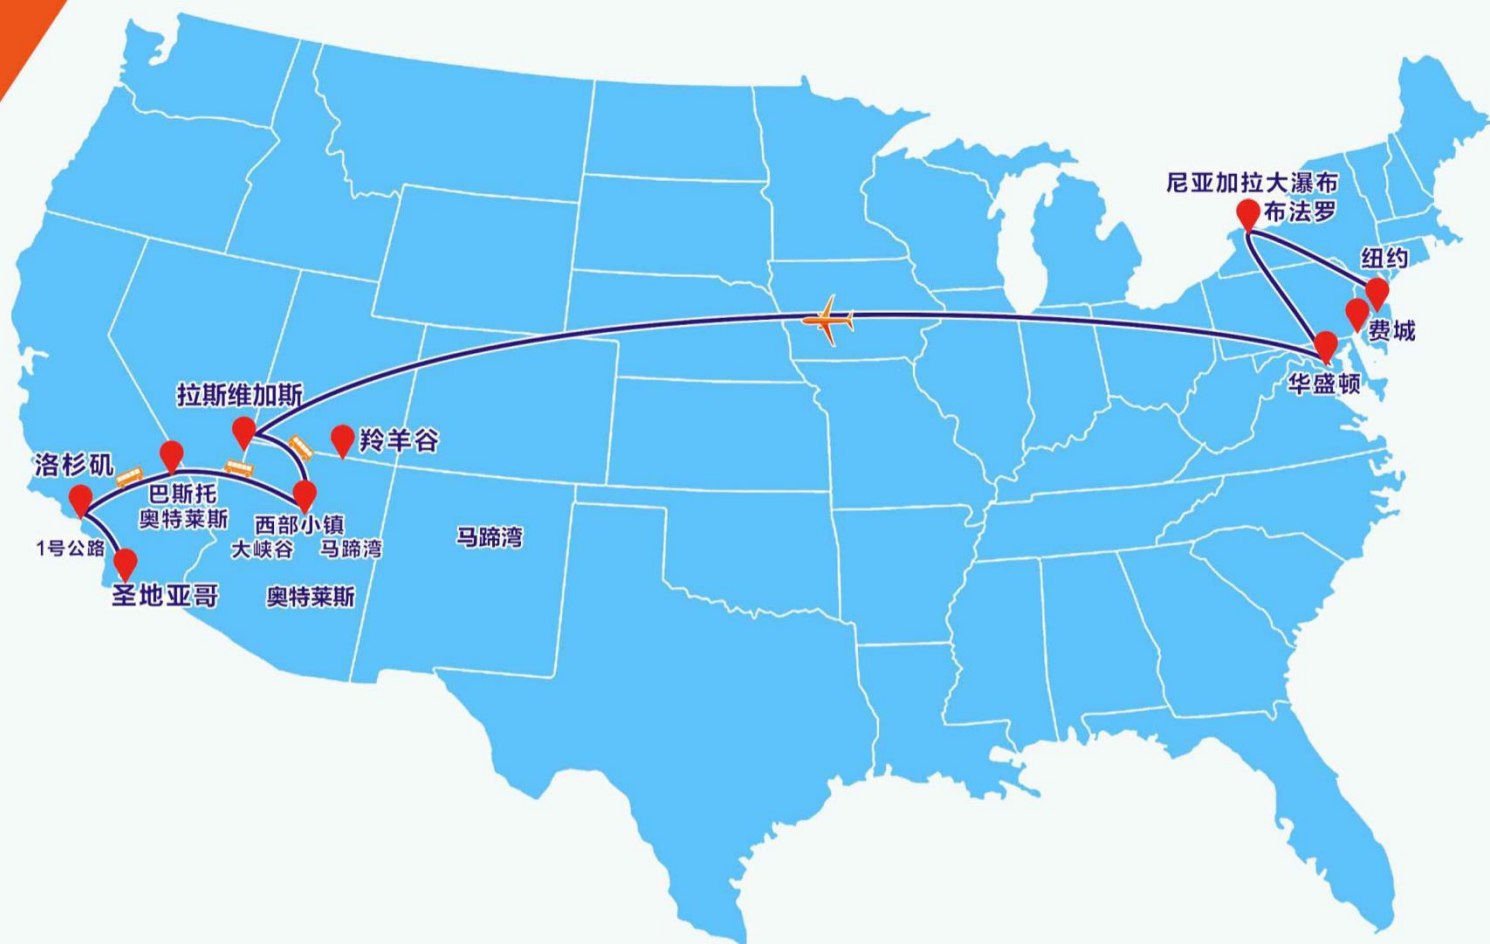 尼亚加拉大瀑布
布法罗
纽约
费城
华盛顿
拉斯维加斯
羚羊谷
洛杉矶
巴斯托
奥特莱斯
西部小镇
大峡谷 马蹄湾
马蹄湾
1号公路
圣地亚哥
奥特莱斯